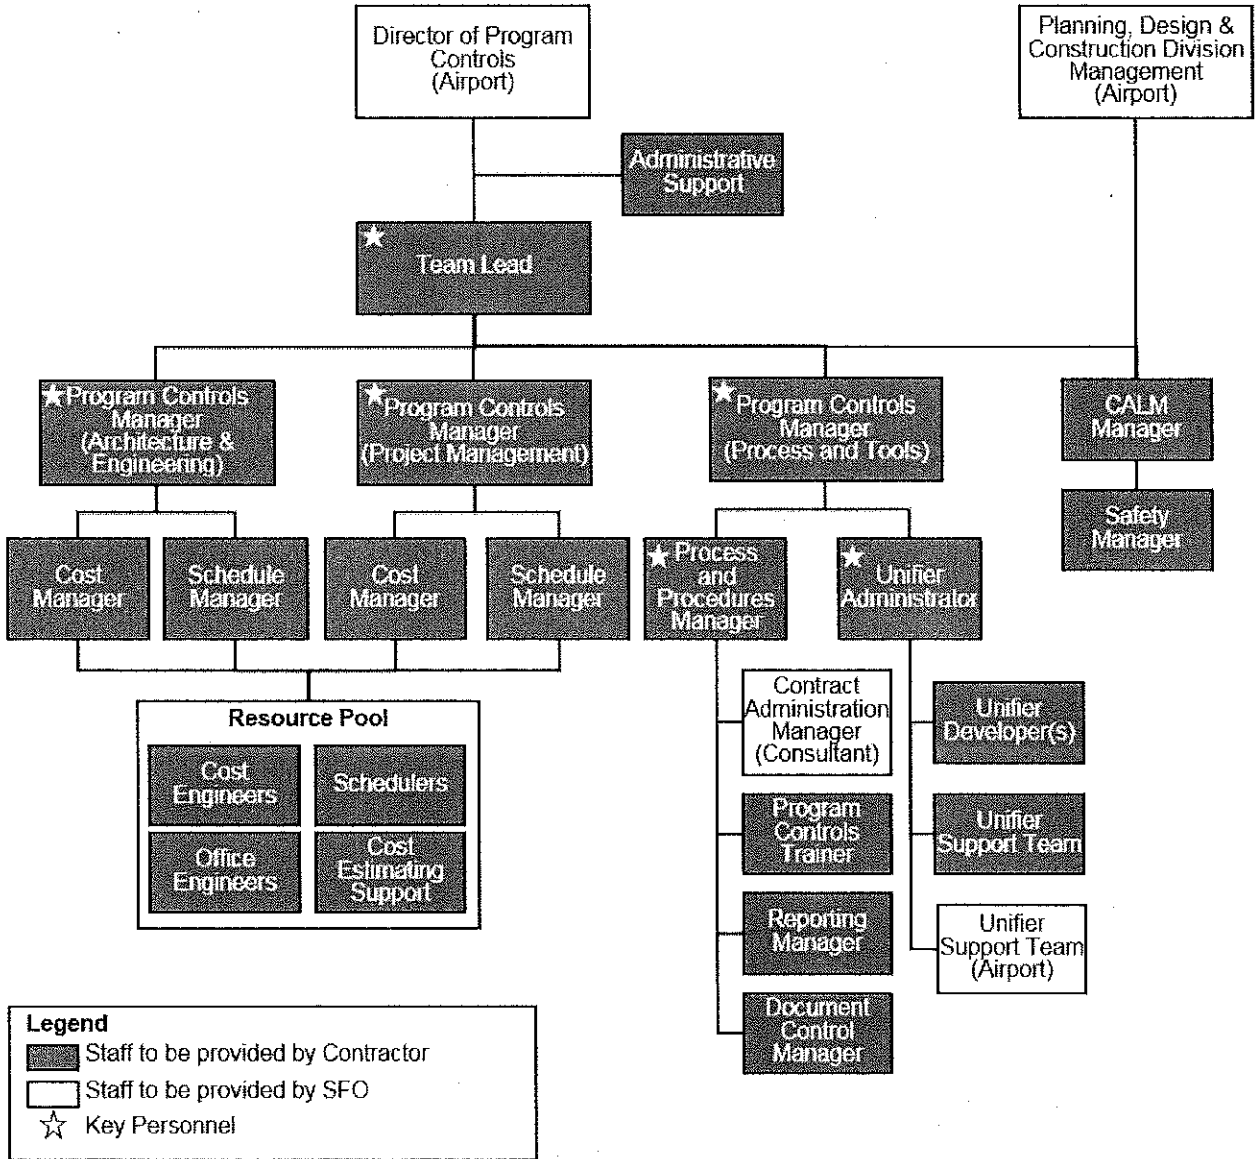 Director of Program
Controls
(Airport)
Planning, Design &
Construction Division
Management
(Airport)
Administrative
Support
Team Lead
Program Controls
Manager
(Architecture &
Engineering)
Program Controls
Manager
(Project Management)
Program Controls
Manager
(Process and Tools)
CALM
Manager
Safety
Manager
Cost
Manager
Schedule
Manager
Cost
Manager
Schedule
Manager
Process
and
Procedures
Manager
Unifier
Administrator
Resource Pool
Cost
Engineers
Schedulers
Office
Engineers
Cost
Estimating
Support
Contract
Administration
Manager
(Consultant)
Program
Controls
Trainer
Reporting
Manager
Document
Control
Manager
Unifier
Developer(s)
Unifier
Support Team
Unifier
Support Team
(Airport)
Legend
Staff to be provided by Contractor
Staff to be provided by SFO
Key Personnel